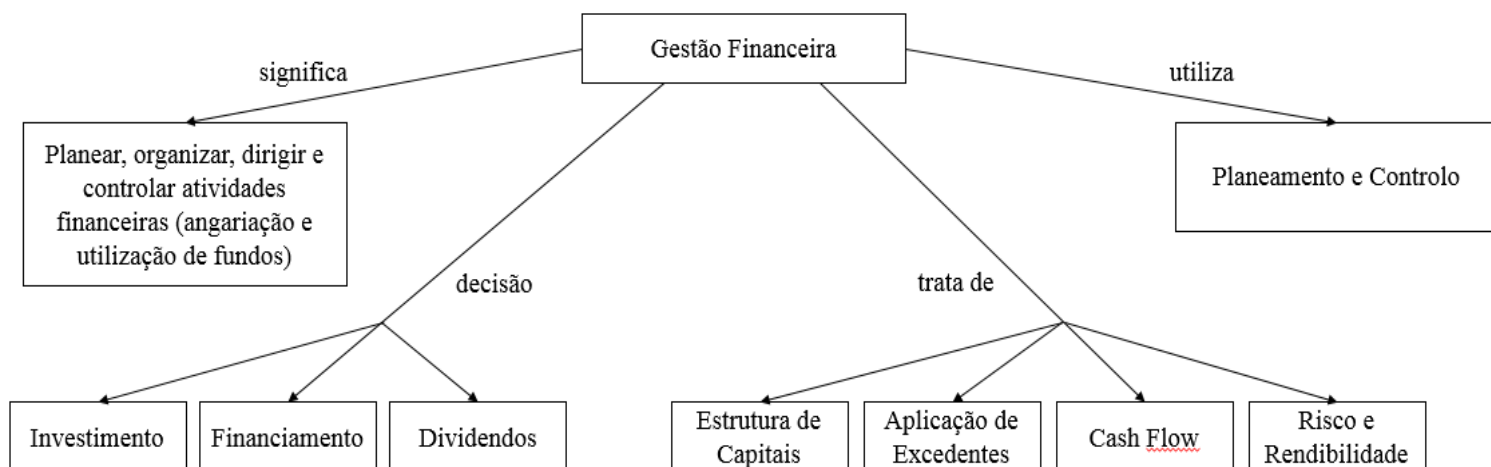 Gestão Financeira
significa
utiliza
Planear, organizar, dirigir e
controlar atividades
financeiras (angariação e
utilização de fundos)
Planeamento e Controlo
decisão
trata de
Investimento
Financiamento
Dividendos
Estrutura de
Capitais
Aplicação de
Excedentes
Cash Flow
Risco e
Rendibilidade